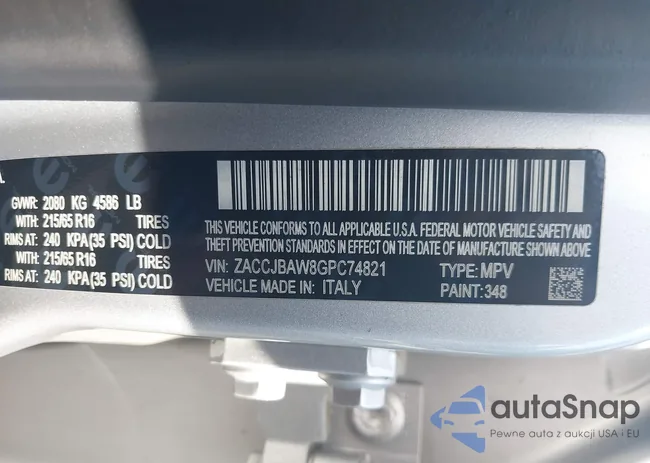 GVWR: 2080 KG 4586 LB
WITH: 215/65 R16 TIRES
RIMS AT: 240 KPA(35 PSI) COLD
WITH: 215/65 R16 TIRES
RIMS AT: 240 KPA(35 PSI) COLD
THIS VEHICLE CONFORMS TO ALL APPLICABLE U.S.A. FEDERAL MOTOR VEHICLE SAFETY AND
THEFT PREVENTION STANDARDS IN EFFECT ON THE DATE OF MANUFACTURE SHOWN ABOVE
VIN: ZACCJBAW8GPC74821 TYPE: MPV
VEHICLE MADE IN: ITALY PAINT: 348
autaSnap
Pewne auta z aukcji USA i EU